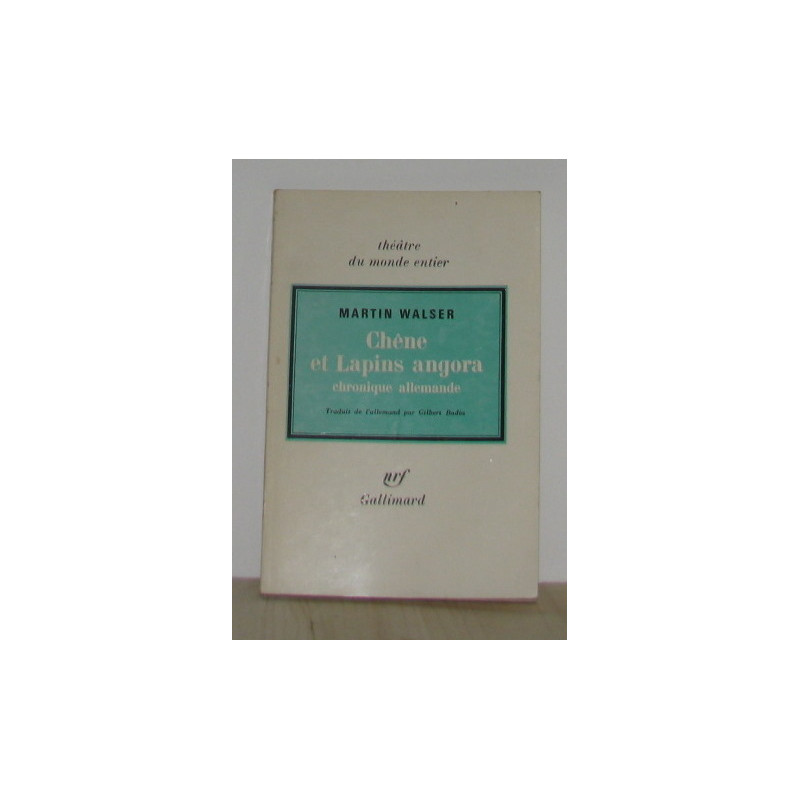 théâtre
du monde entier
MARTIN WALSER
Chêne
et Lapins angora
chronique allemande
Traduit de l'allemand par Gilbert Badia
nrf
Gallimard